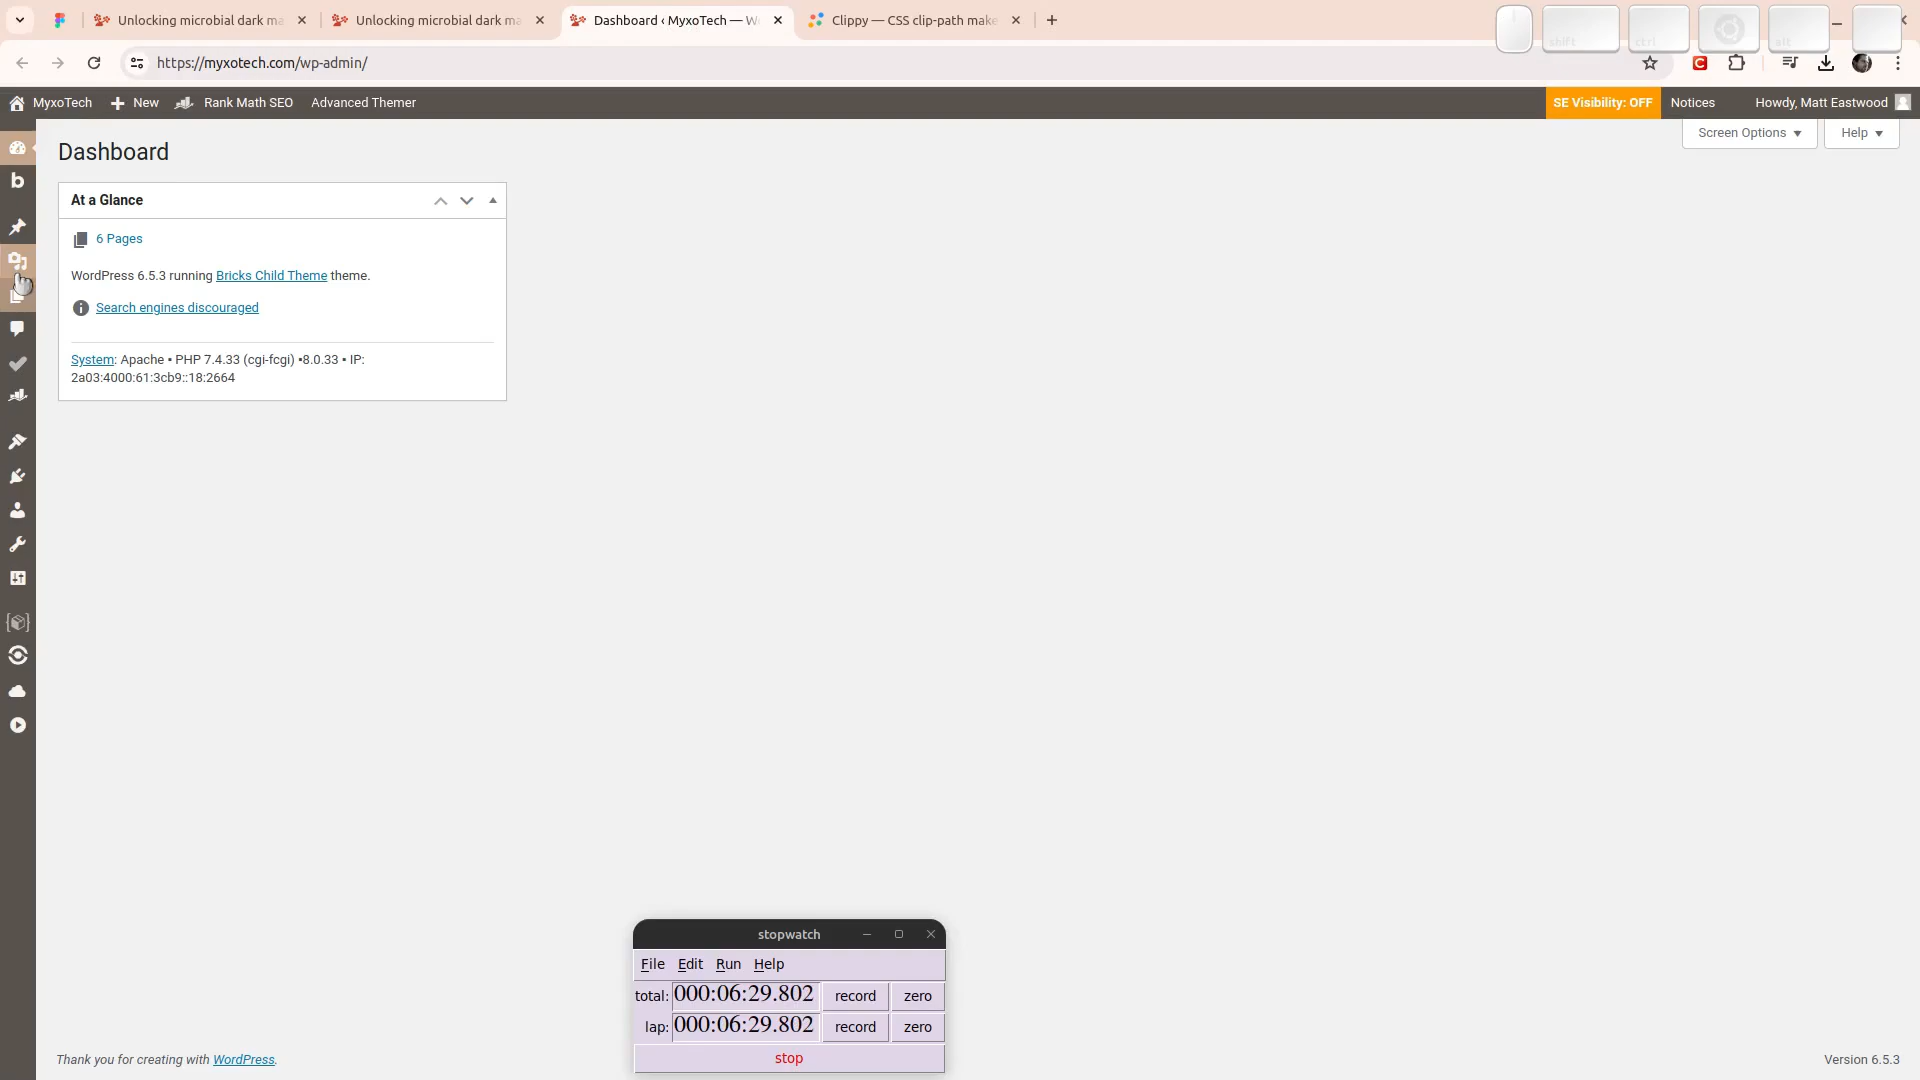 Unlocking microbial dark ma
Unlocking microbial dark ma
Dashboard ‹ MyxoTech — W
Clippy — CSS clip-path make
shift
ctrl
alt
https://myxotech.com/wp-admin/
MyxoTech
New
Rank Math SEO
Advanced Themer
SE Visibility: OFF
Notices
Howdy, Matt Eastwood
Dashboard
Screen Options
Help
At a Glance
6 Pages
WordPress 6.5.3 running Bricks Child Theme theme.
Search engines discouraged
System: Apache • PHP 7.4.33 (cgi-fcgi) •8.0.33 • IP:
2a03:4000:61:3cb9::18:2664
stopwatch
File Edit Run Help
total: 000:06:29.802 record zero
lap: 000:06:29.802 record zero
stop
Thank you for creating with WordPress.
Version 6.5.3